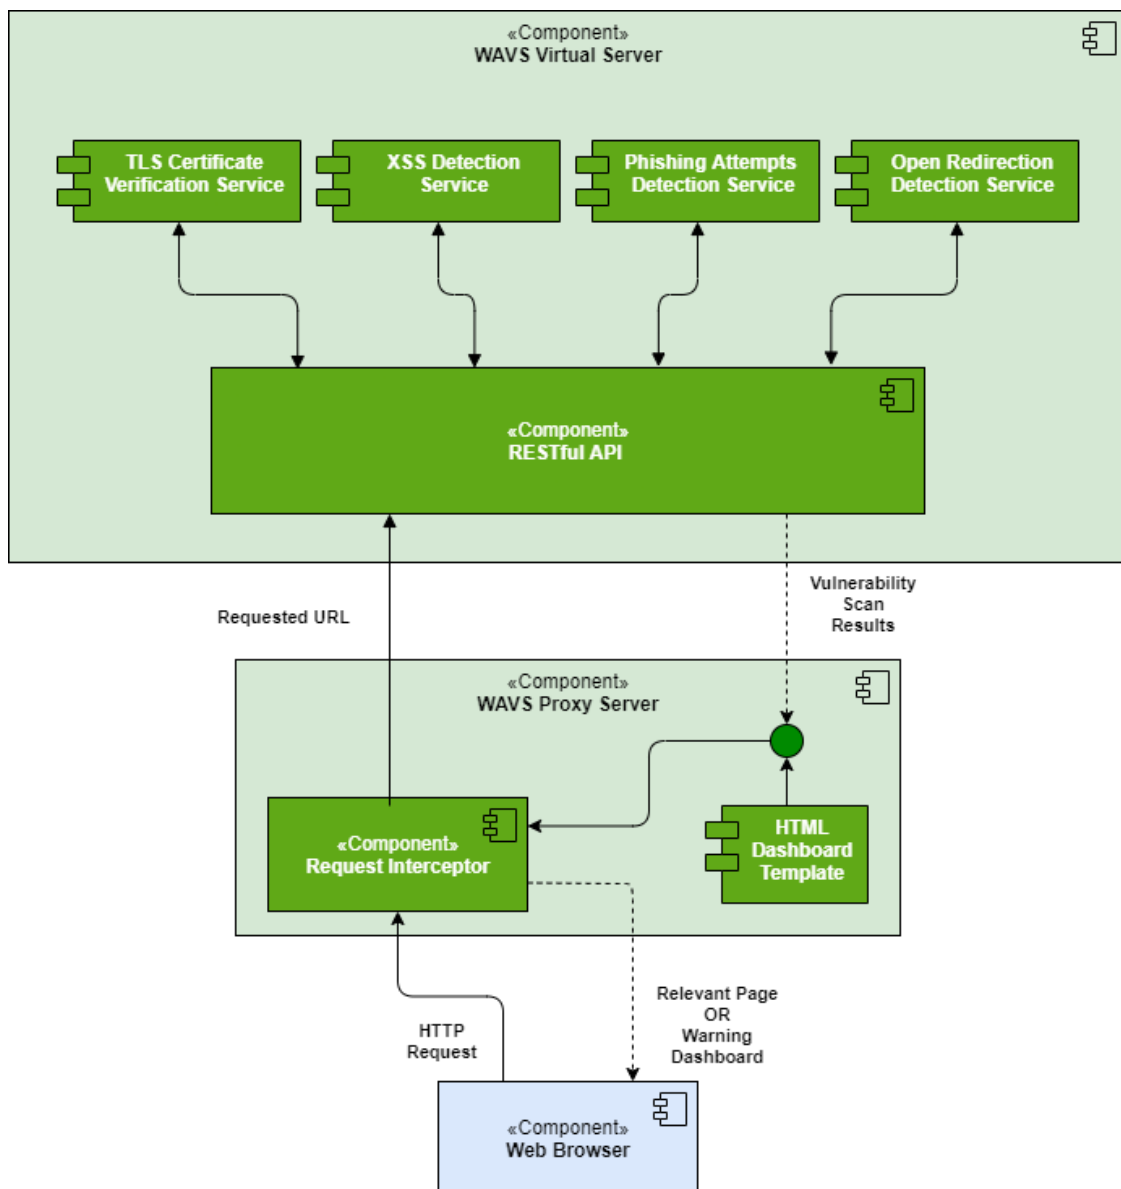 «Component»
WAVS Virtual Server
TLS Certificate
Verification Service
XSS Detection
Service
Phishing Attempts
Detection Service
Open Redirection
Detection Service
«Component»
RESTful API
Requested URL
Vulnerability
Scan
Results
«Component»
WAVS Proxy Server
«Component»
Request Interceptor
HTML
Dashboard
Template
HTTP
Request
Relevant Page
OR
Warning
Dashboard
«Component»
Web Browser